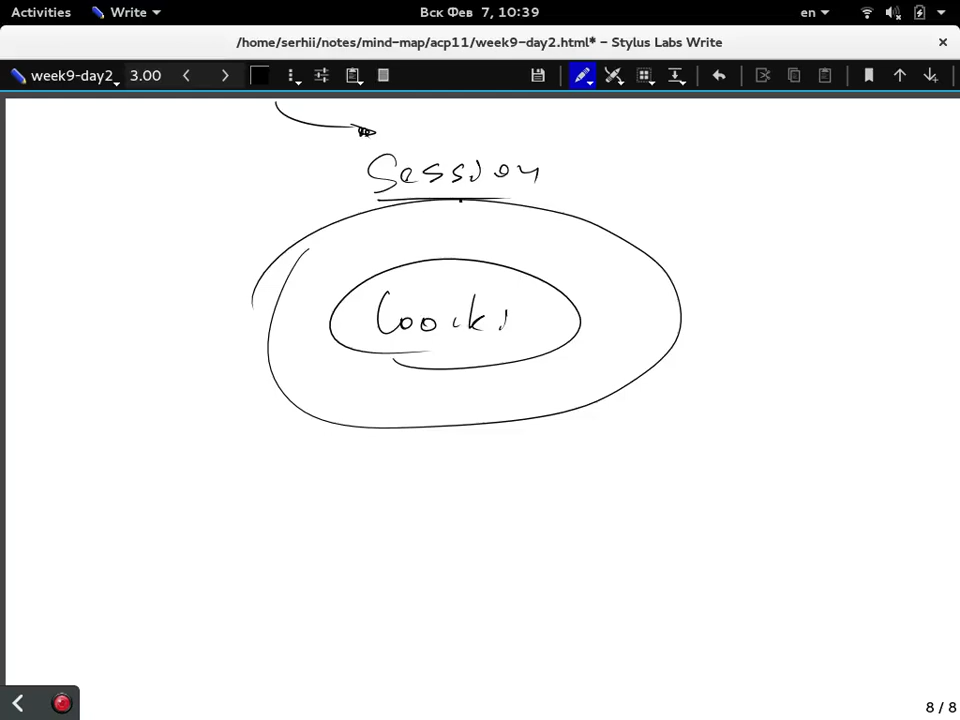 Activities Write Вск Фев 7, 10:39 en
/home/serhii/notes/mind-map/acp11/week9-day2.html* – Stylus Labs Write
week9-day2 3.00
Session
Cooki
8 / 8